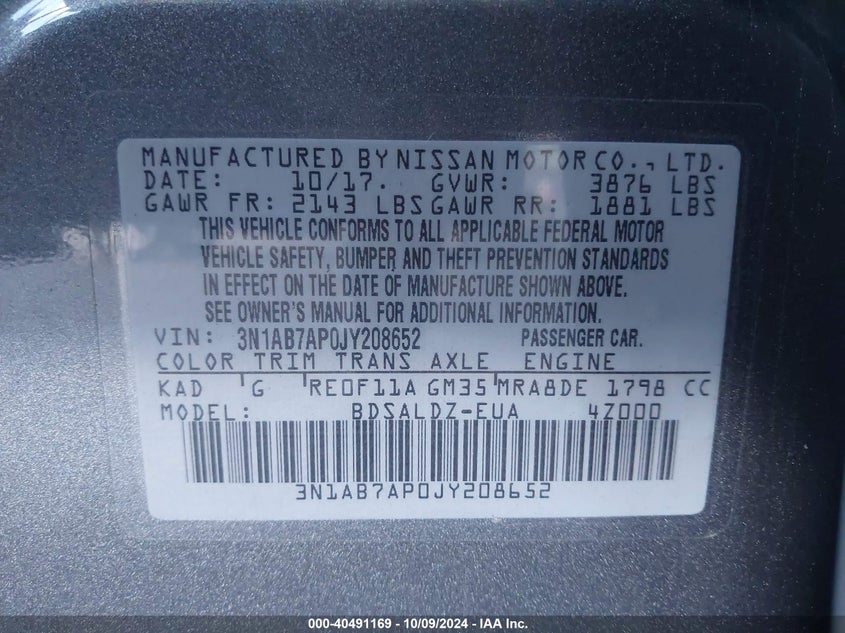 MANUFACTURED BY NISSAN MOTOR CO., LTD.
DATE: 10/17. GVWR: 3876 LBS
GAWR FR: 2143 LBS GAWR RR: 1881 LBS
THIS VEHICLE CONFORMS TO ALL APPLICABLE FEDERAL MOTOR
VEHICLE SAFETY, BUMPER AND THEFT PREVENTION STANDARDS
IN EFFECT ON THE DATE OF MANUFACTURE SHOWN ABOVE.
SEE OWNER'S MANUAL FOR ADDITIONAL INFORMATION.
VIN: 3N1AB7AP0JY208652 PASSENGER CAR.
COLOR TRIM TRANS AXLE ENGINE
KAD G RE0F11A GM35 MRA8DE 1798 CC
MODEL: BDSALDZ-EUA 4Z000
3N1AB7AP0JY208652
000-40491169 - 10/09/2024 - IAA Inc.